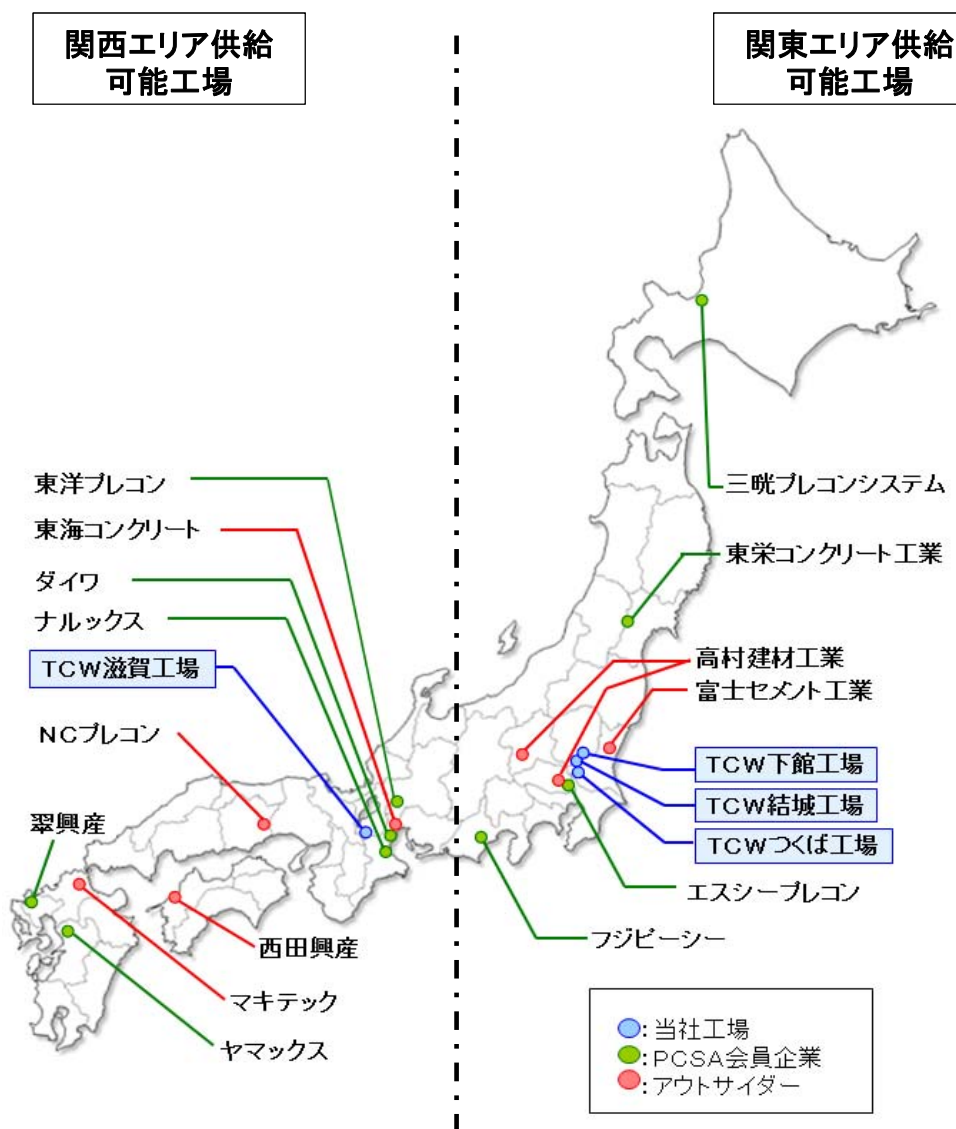 関西エリア供給
可能工場
関東エリア供給
可能工場
東洋プレコン
東海コンクリート
ダイワ
ナルックス
TCW滋賀工場
NCプレコン
翠興産
西田興産
マキテック
ヤマックス
三晄プレコンシステム
東栄コンクリート工業
高村建材工業
富士セメント工業
TCW下館工場
TCW結城工場
TCWつくば工場
エスシープレコン
フジピーシー
：当社工場
：PCSA会員企業
：アウトサイダー